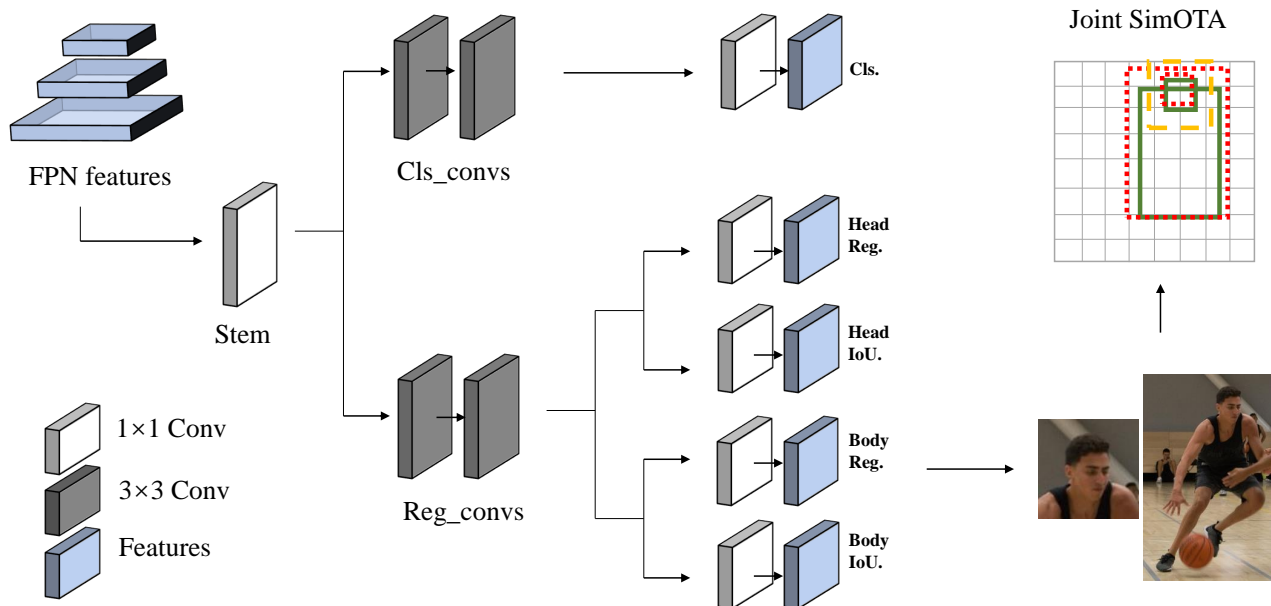 Joint SimOTA
Cls.
FPN features
Cls_convs
Head
Reg.
Stem
Head
IoU.
1×1 Conv
Body
Reg.
3×3 Conv
Reg_convs
Features
Body
IoU.